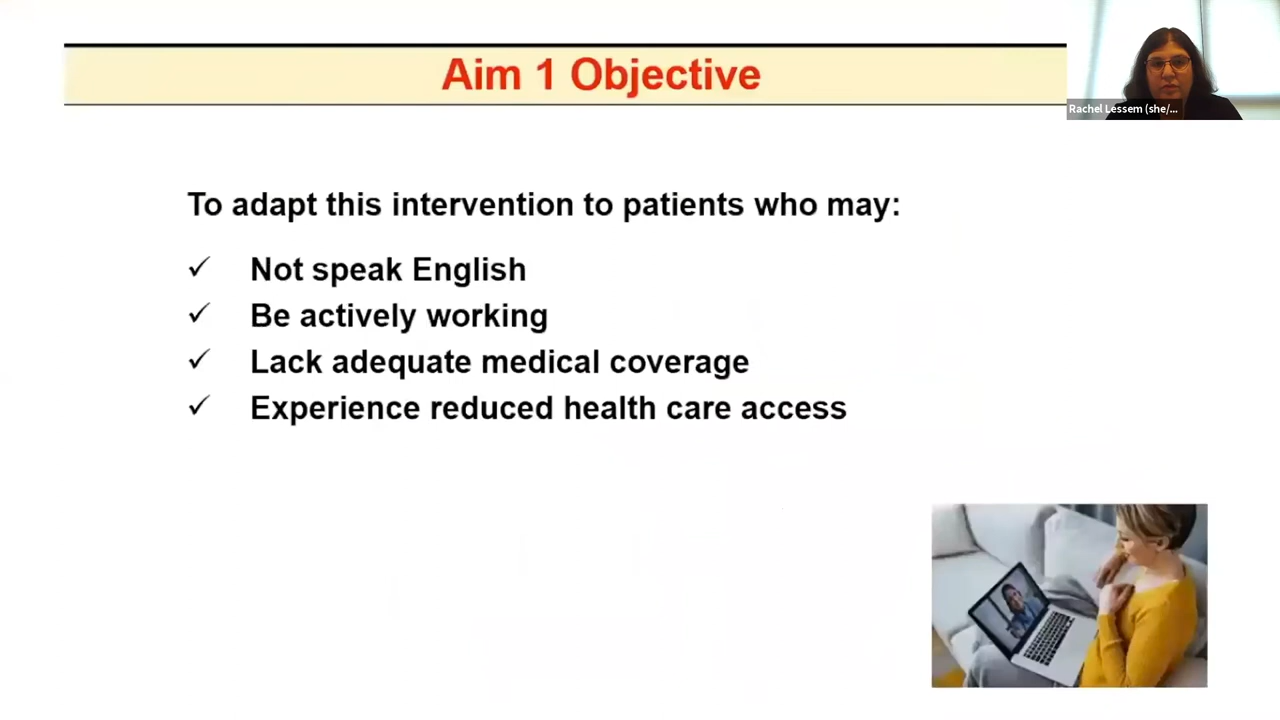 Aim 1 Objective
Rachel Lessem (she/...
To adapt this intervention to patients who may:
✓ Not speak English
✓ Be actively working
✓ Lack adequate medical coverage
✓ Experience reduced health care access